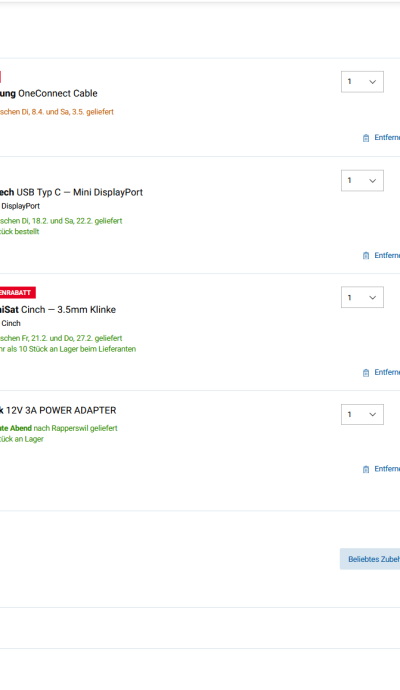 ung OneConnect Cable
1
schen Di, 8.4. und Sa, 3.5. geliefert
Entferne
ech USB Typ C — Mini DisplayPort
1
DisplayPort
schen Di, 18.2. und Sa, 22.2. geliefert
tück bestellt
Entferne
ENRABATT
niSat Cinch — 3.5mm Klinke
1
Cinch
schen Fr, 21.2. und Do, 27.2. geliefert
hr als 10 Stück an Lager beim Lieferanten
Entferne
k 12V 3A POWER ADAPTER
1
ute Abend nach Rapperswil geliefert
tück an Lager
Entferne
Beliebtes Zubeh